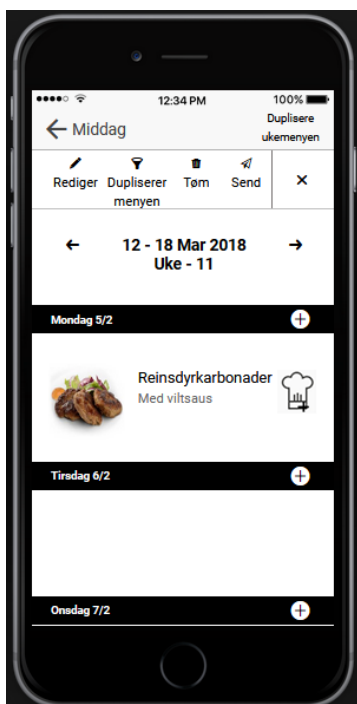 12:34 PM
100%
Middag
Duplisere
ukemenyen
Rediger Dupliserer Tøm Send
menyen
12 - 18 Mar 2018
Uke - 11
Mondag 5/2
Reinsdyrkarbonader
Med viltsaus
Tirsdag 6/2
Onsdag 7/2